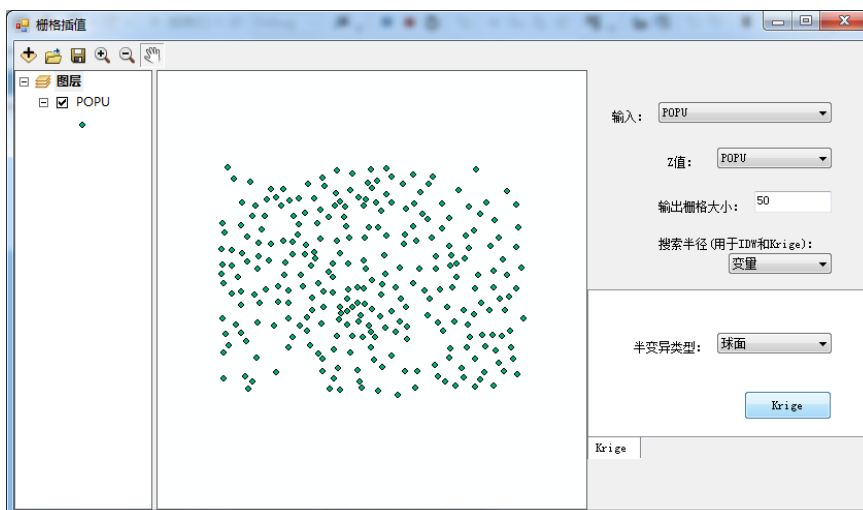 栅格插值
图层
POPU
输入: POPU
Z值: POPU
输出栅格大小: 50
搜索半径(用于IDW和Krige):
变量
半变异类型: 球面
Krige
Krige